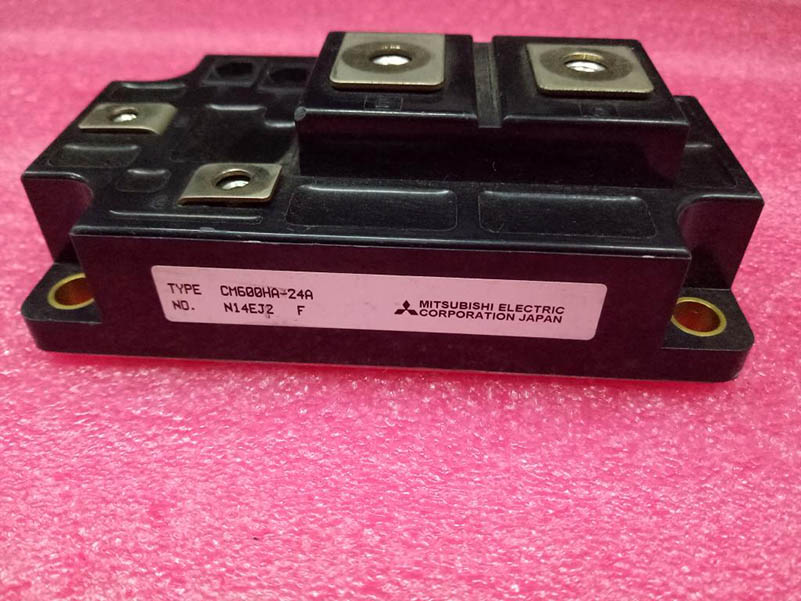 TYPE CM600HA-24A
NO. N14EJ2 F
MITSUBISHI ELECTRIC
CORPORATION JAPAN